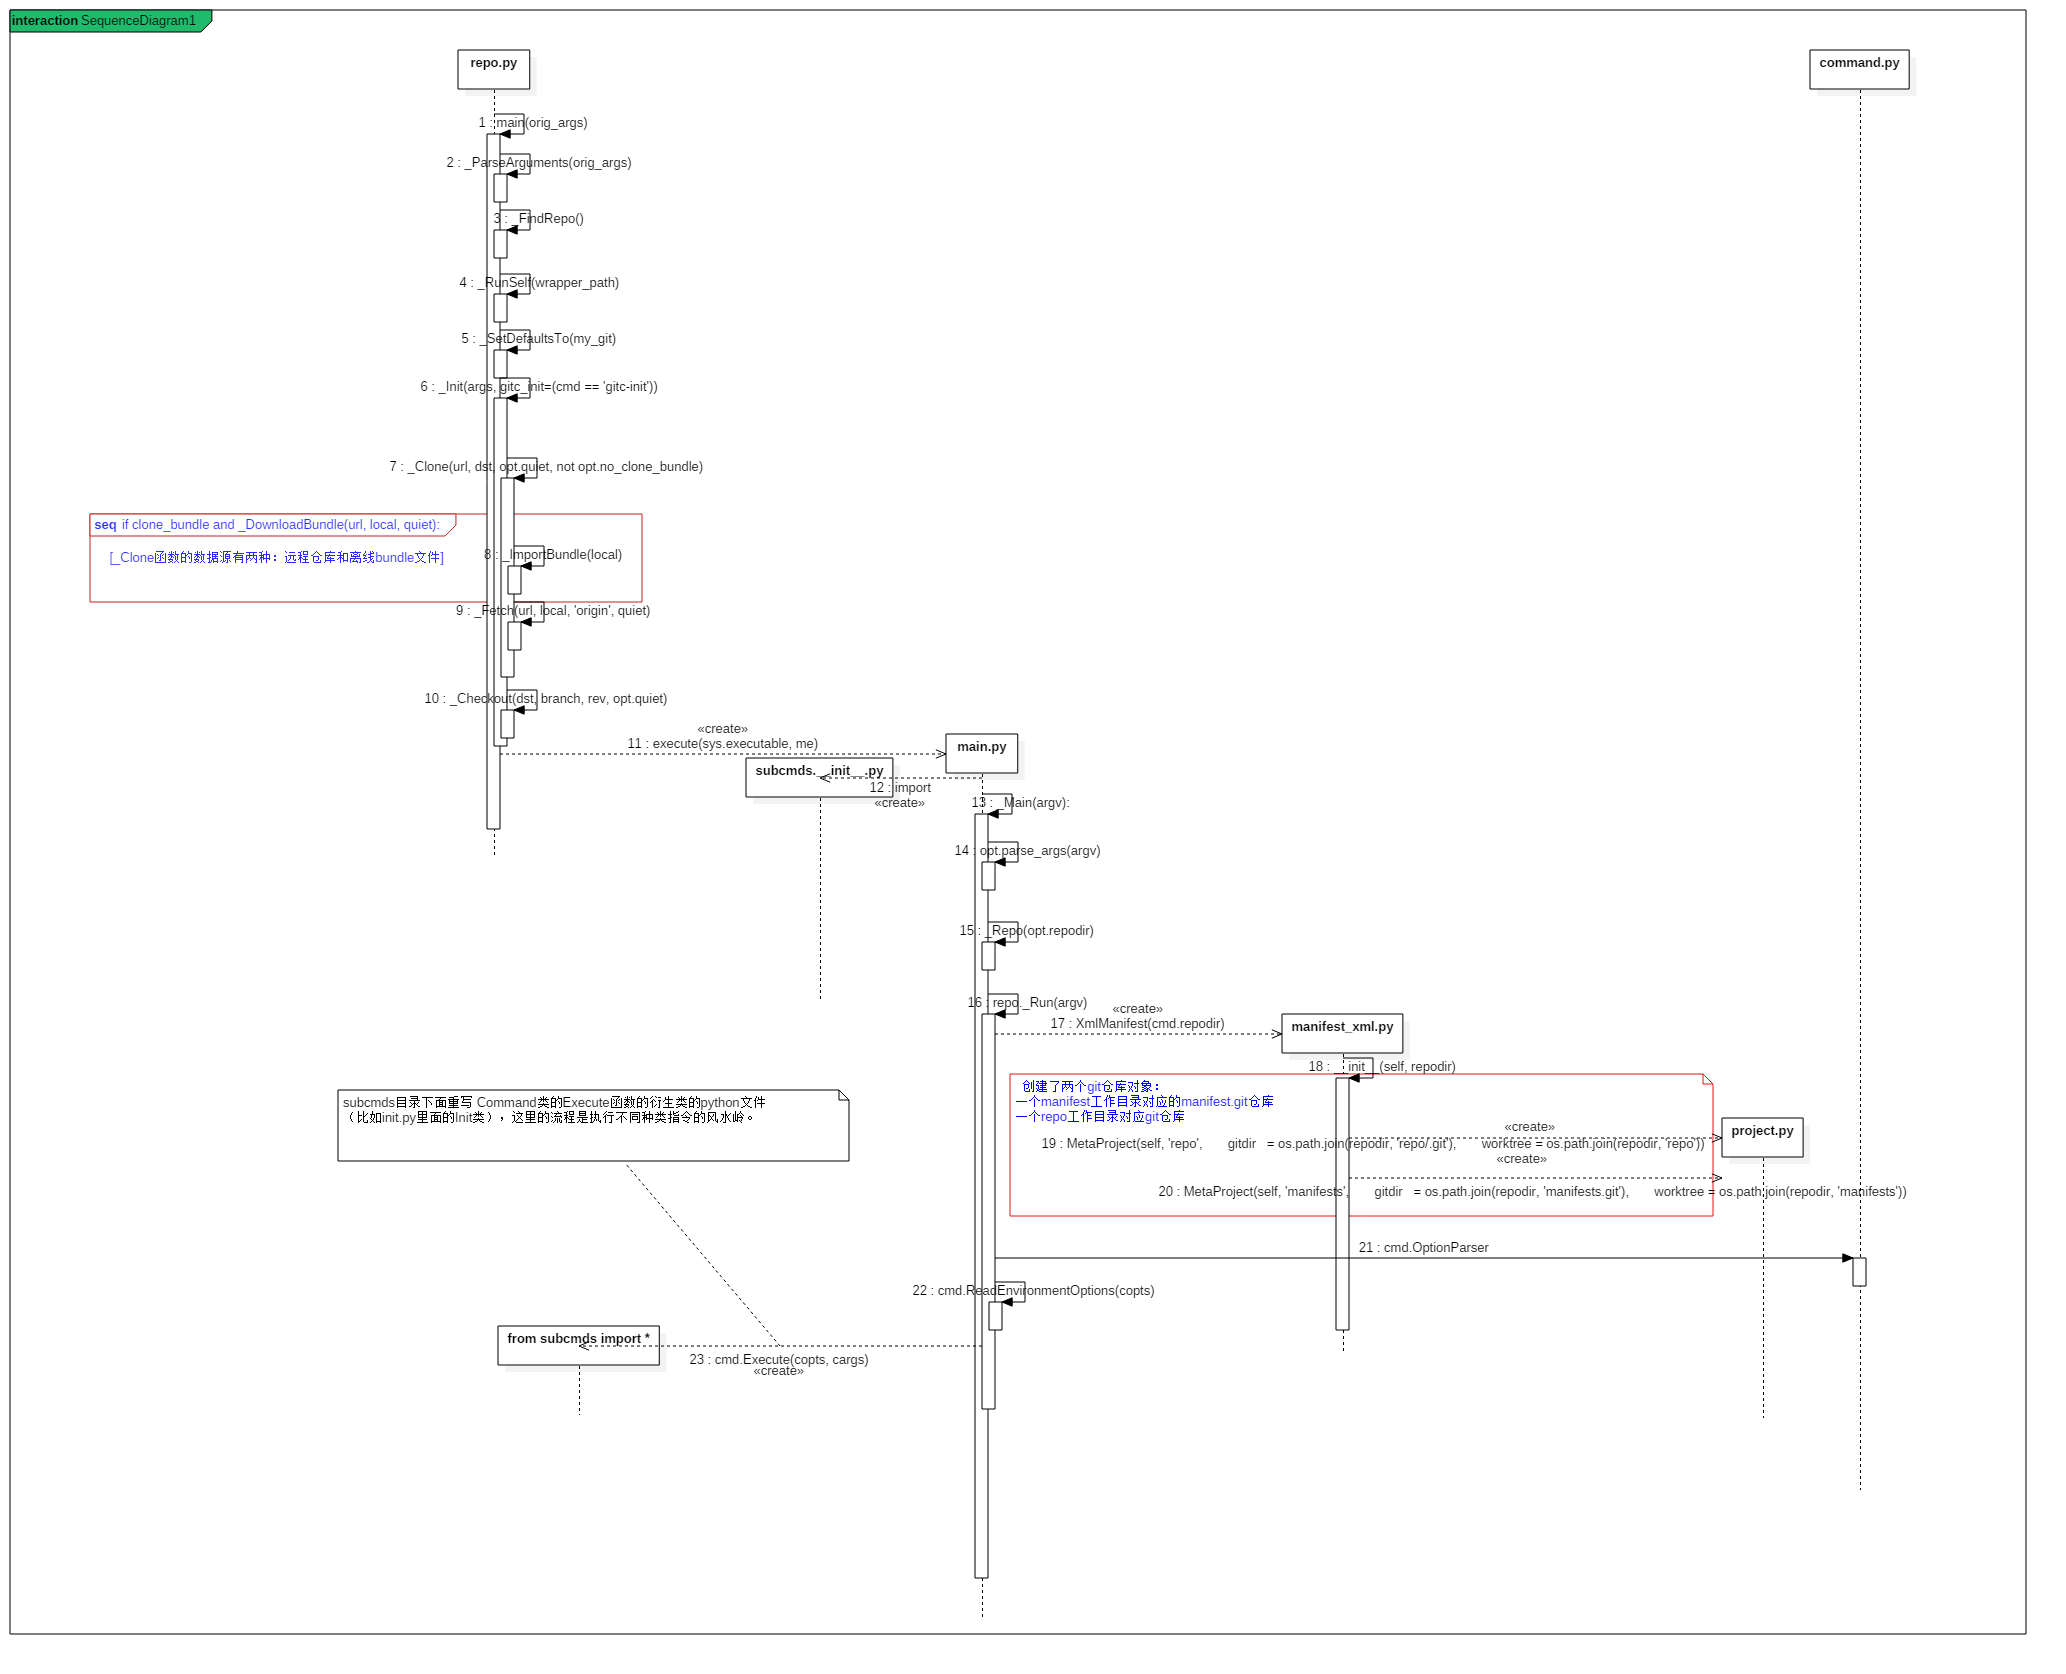 interaction SequenceDiagram1
repo.py
command.py
1 : main(orig_args)
2 : _ParseArguments(orig_args)
3 : _FindRepo()
4 : _RunSelf(wrapper_path)
5 : _SetDefaultsTo(my_git)
6 : _Init(args, gitc_init=(cmd == 'gitc-init'))
7 : _Clone(url, dst, opt.quiet, not opt.no_clone_bundle)
seq if clone_bundle and _DownloadBundle(url, local, quiet):
[_Clone函数的数据源有两种：远程仓库和离线bundle文件]
8 : _ImportBundle(local)
9 : _Fetch(url, local, 'origin', quiet)
10 : _Checkout(dst, branch, rev, opt.quiet)
«create»
11 : execute(sys.executable, me)
main.py
subcmds.__init__.py
12 : import
«create»
13 : _Main(argv):
14 : opt.parse_args(argv)
15 : _Repo(opt.repodir)
16 : repo._Run(argv)
«create»
17 : XmlManifest(cmd.repodir)
manifest_xml.py
18 : __init__(self, repodir)
创建了两个git仓库对象：
一个manifest工作目录对应的manifest.git仓库
一个repo工作目录对应git仓库
subcmds目录下面重写 Command类的Execute函数的衍生类的python文件
（比如init.py里面的Init类），这里的流程是执行不同种类指令的风水岭。
«create»
project.py
19 : MetaProject(self, 'repo', gitdir = os.path.join(repodir, 'repo/.git'), worktree = os.path.join(repodir, 'repo'))
«create»
20 : MetaProject(self, 'manifests', gitdir = os.path.join(repodir, 'manifests.git'), worktree = os.path.join(repodir, 'manifests'))
21 : cmd.OptionParser
22 : cmd.ReadEnvironmentOptions(copts)
from subcmds import *
23 : cmd.Execute(copts, cargs)
«create»